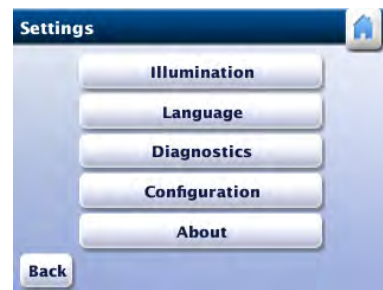 Settings
Illumination
Language
Diagnostics
Configuration
About
Back